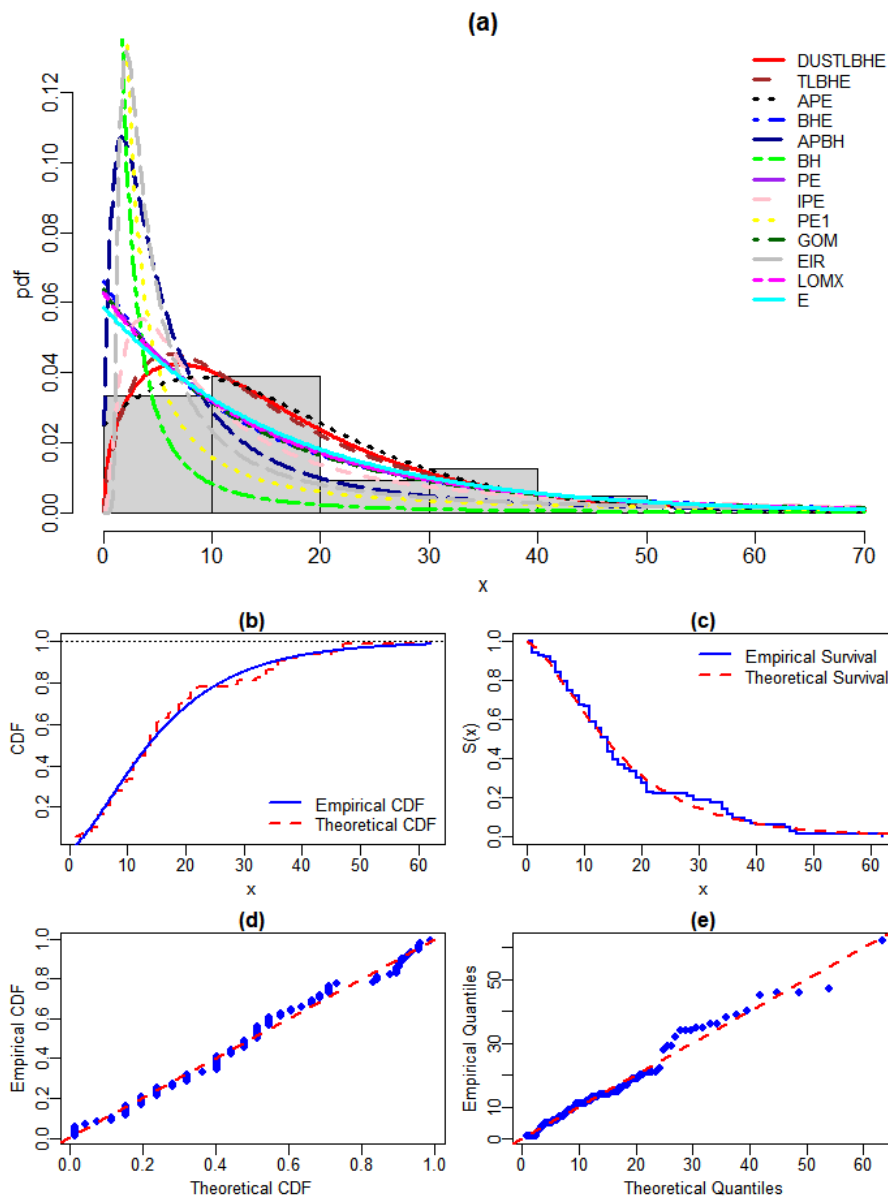 (a)
DUSTLBHE
TLBHE
APE
BHE
APBH
BH
PE
IPE
PE1
GOM
EIR
LOMX
E
pdf
0.12
0.10
0.08
0.06
0.04
0.02
0.00
0 10 20 30 40 50 60 70
x
(b)
CDF
1.0
0.8
0.6
0.4
0.2
Empirical CDF
Theoretical CDF
0 10 20 30 40 50 60
x
(c)
S(x)
1.0
0.8
0.6
0.4
0.2
0.0
Empirical Survival
Theoretical Survival
0 10 20 30 40 50 60
x
(d)
Empirical CDF
1.0
0.8
0.6
0.4
0.2
0.0
0.0 0.2 0.4 0.6 0.8 1.0
Theoretical CDF
(e)
Empirical Quantiles
50
30
10
0
0 10 20 30 40 50 60
Theoretical Quantiles